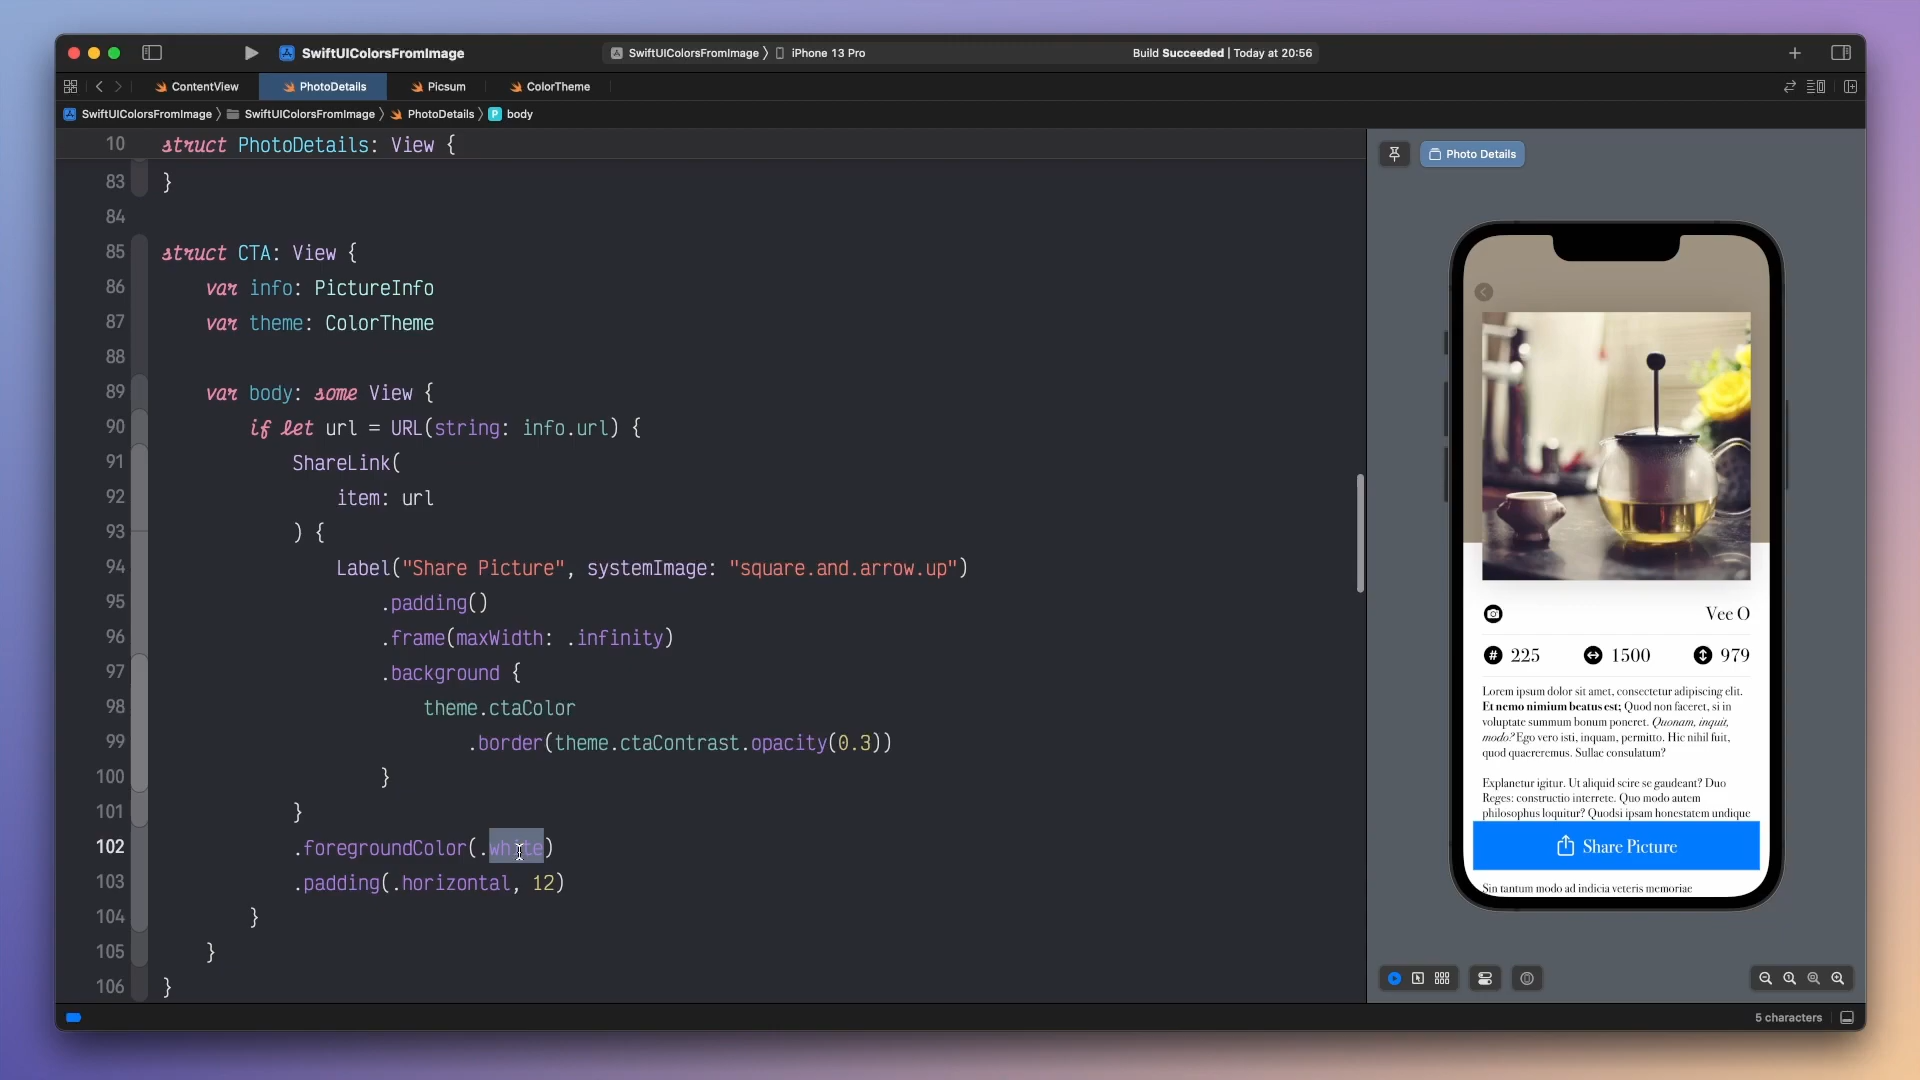 SwiftUIColorsFromImage
SwiftUIColorsFromImage 〉 iPhone 13 Pro
Build Succeeded | Today at 20:56
ContentView
PhotoDetails
Picsum
ColorTheme
SwiftUIColorsFromImage 〉 SwiftUIColorsFromImage 〉 PhotoDetails 〉 P body
10 struct PhotoDetails: View {
83 }
84
85 struct CTA: View {
86 var info: PictureInfo
87 var theme: ColorTheme
88
89 var body: some View {
90 if let url = URL(string: info.url) {
91 ShareLink(
92 item: url
93 ) {
94 Label("Share Picture", systemImage: "square.and.arrow.up")
95 .padding()
96 .frame(maxWidth: .infinity)
97 .background {
98 theme.ctaColor
99 .border(theme.ctaContrast.opacity(0.3))
100 }
101 }
102 .foregroundColor(.white)
103 .padding(.horizontal, 12)
104 }
105 }
106 }
Photo Details
Vee O
# 225
1500
979
Lorem ipsum dolor sit amet, consectetur adipiscing elit.
Et nemo nimium beatus est; Quod non faceret, si in
voluptate summum bonum poneret. Quonam, inquit,
modo? Ego vero isti, inquam, permitto. Hic nihil fuit,
quod quaereremus. Sullae consulatum?
Explanetur igitur. Ut aliquid scire se gaudeant? Duo
Reges: constructio interrete. Quo modo autem
philosophus loquitur? Quodsi ipsam honestatem undique
Share Picture
Sin tantum modo ad indicia veteris memoriae
5 characters